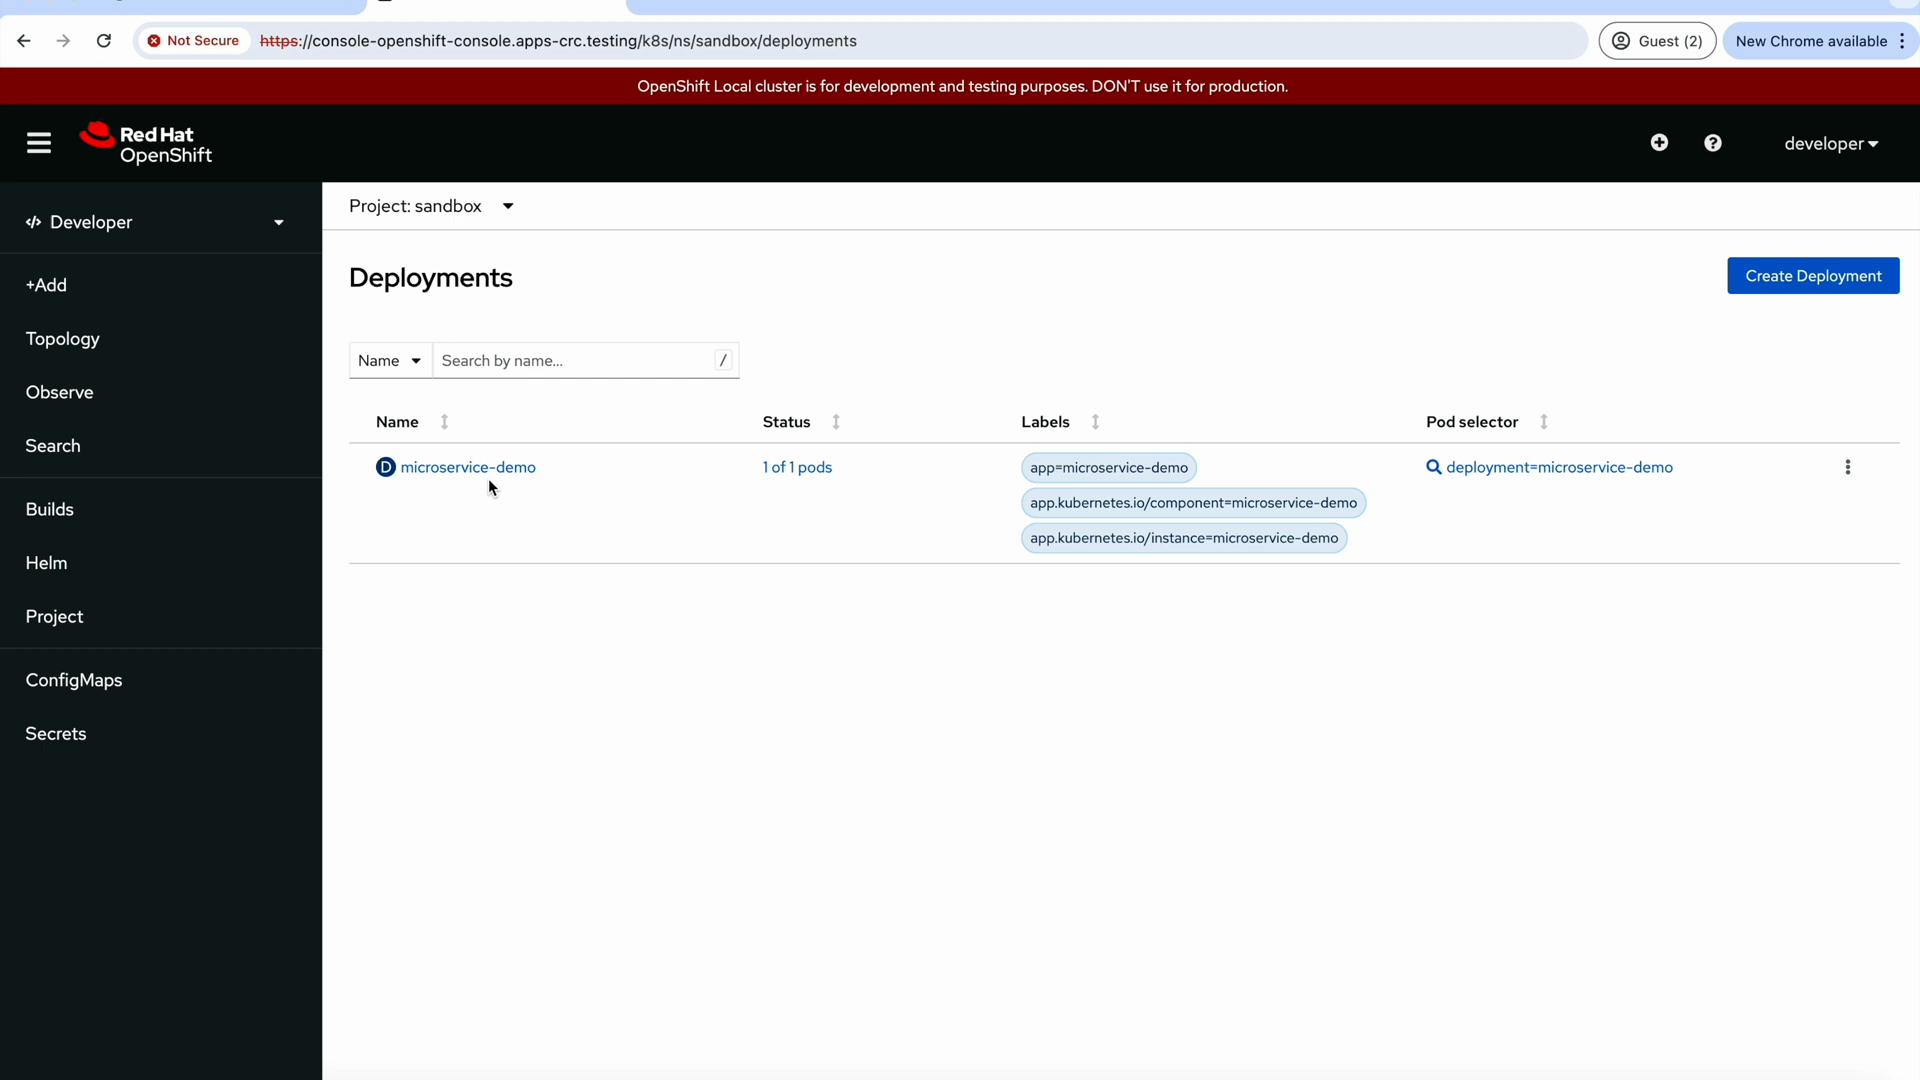 Not Secure https://console-openshift-console.apps-crc.testing/k8s/ns/sandbox/deployments Guest (2) New Chrome available
OpenShift Local cluster is for development and testing purposes. DON'T use it for production.
Red Hat
OpenShift
developer
Developer
+Add
Topology
Observe
Search
Builds
Helm
Project
ConfigMaps
Secrets
Project: sandbox
Deployments
Create Deployment
Name Search by name... /
Name Status Labels Pod selector
D microservice-demo 1 of 1 pods app=microservice-demo deployment=microservice-demo
app.kubernetes.io/component=microservice-demo
app.kubernetes.io/instance=microservice-demo